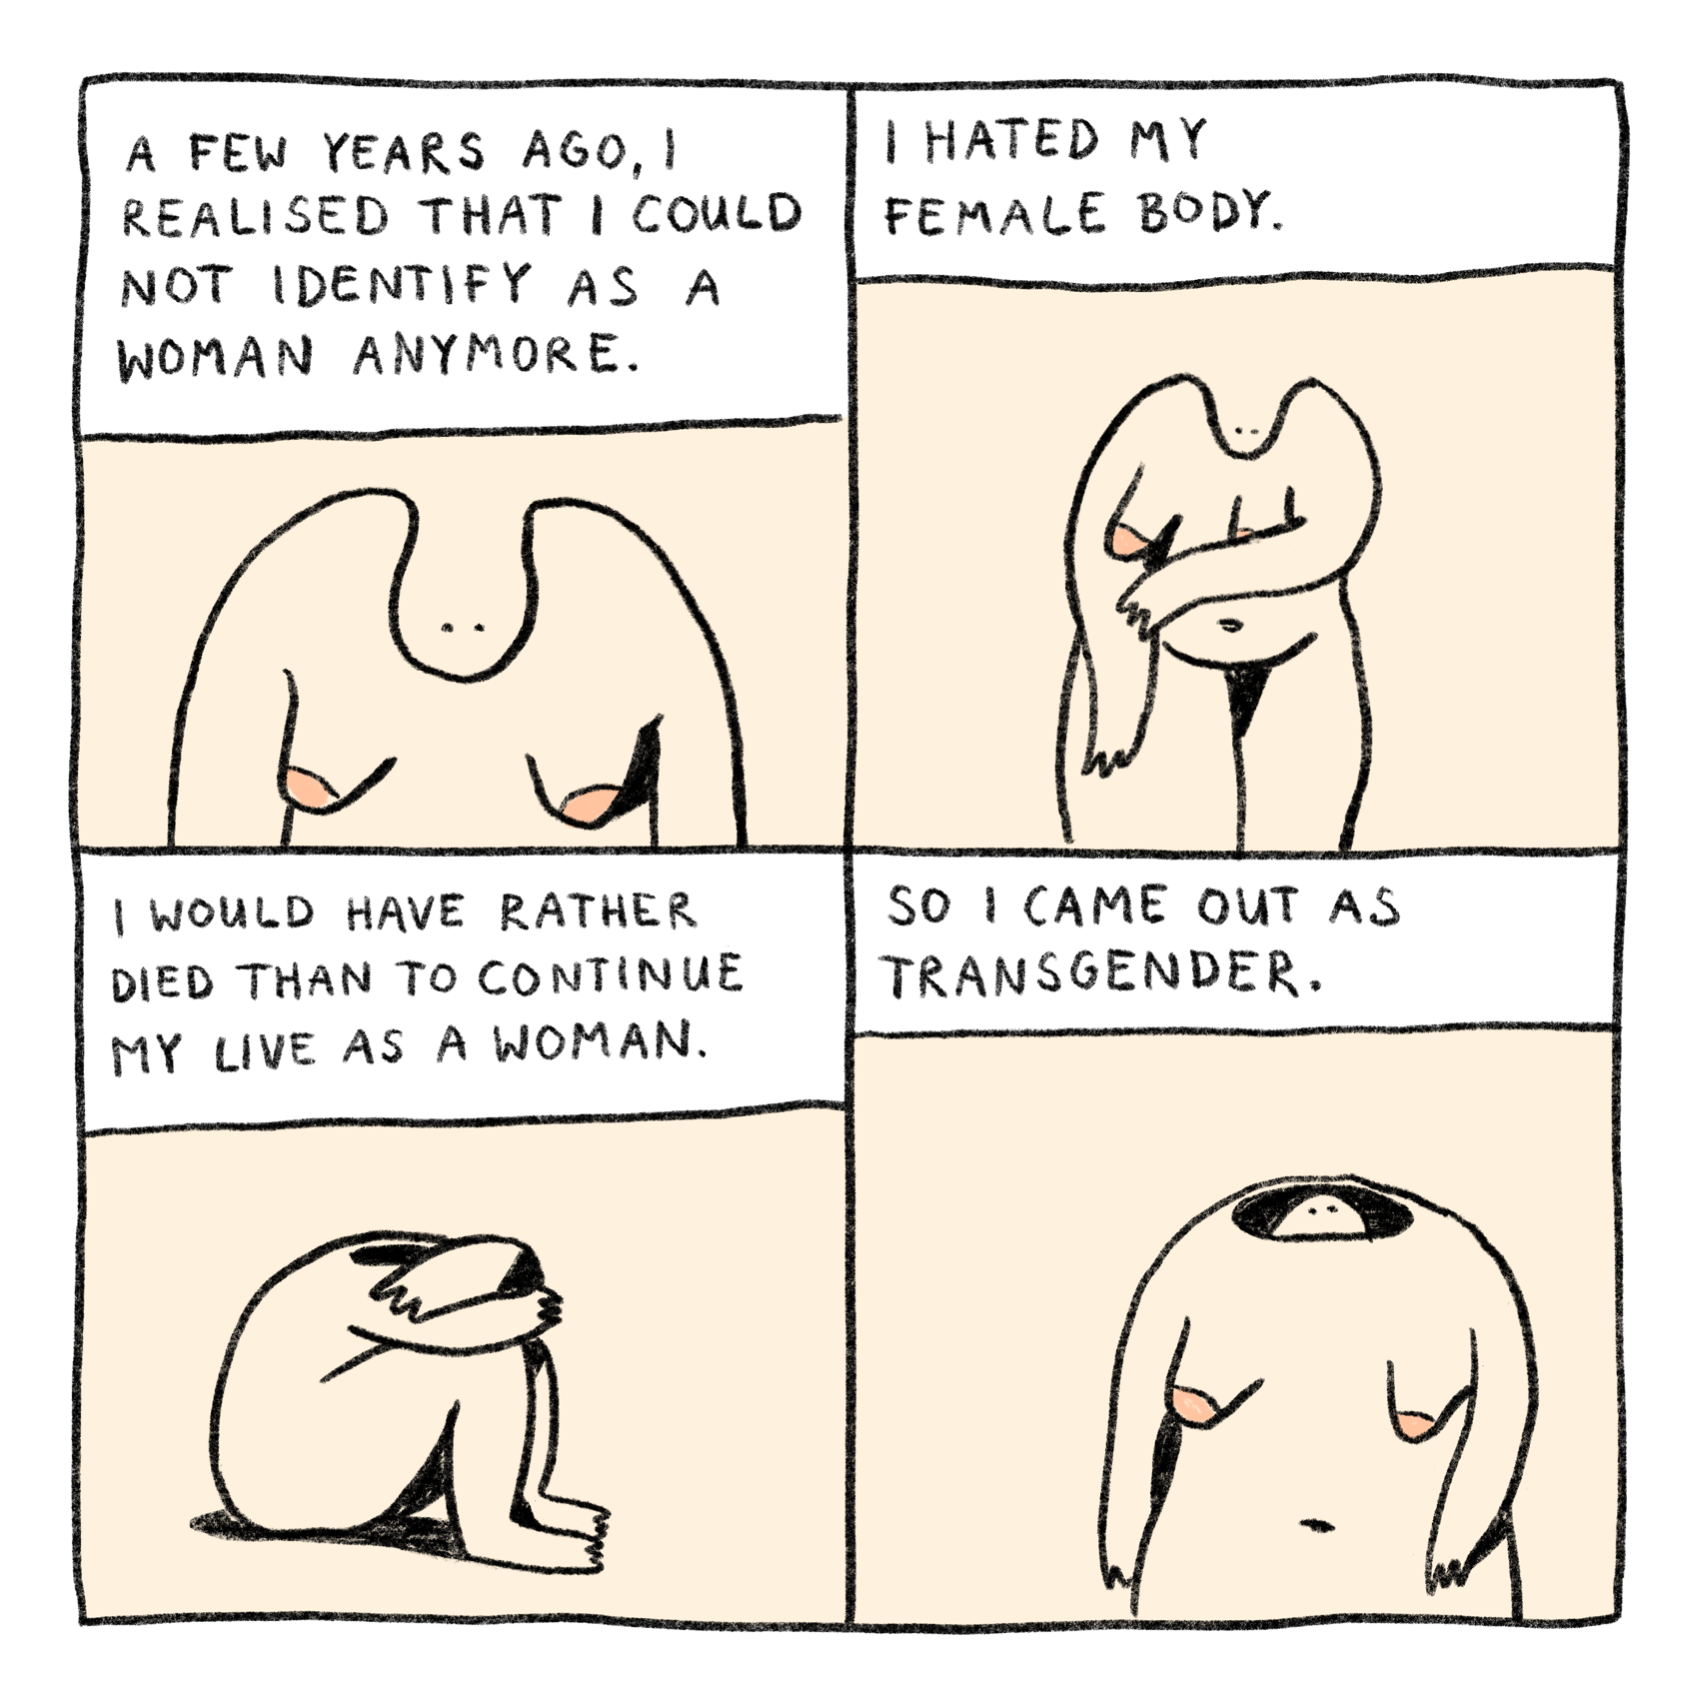 A FEW YEARS AGO, I
REALISED THAT I COULD
NOT IDENTIFY AS A
WOMAN ANYMORE.
I HATED MY
FEMALE BODY.
I WOULD HAVE RATHER
DIED THAN TO CONTINUE
MY LIVE AS A WOMAN.
SO I CAME OUT AS
TRANSGENDER.